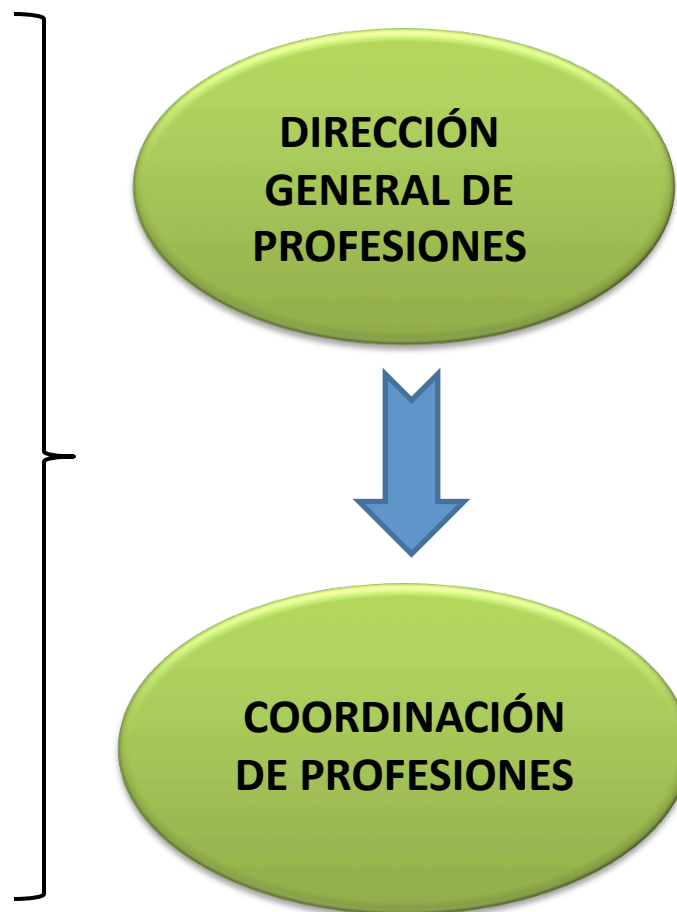 DIRECCIÓN
GENERAL DE
PROFESIONES
COORDINACIÓN
DE PROFESIONES